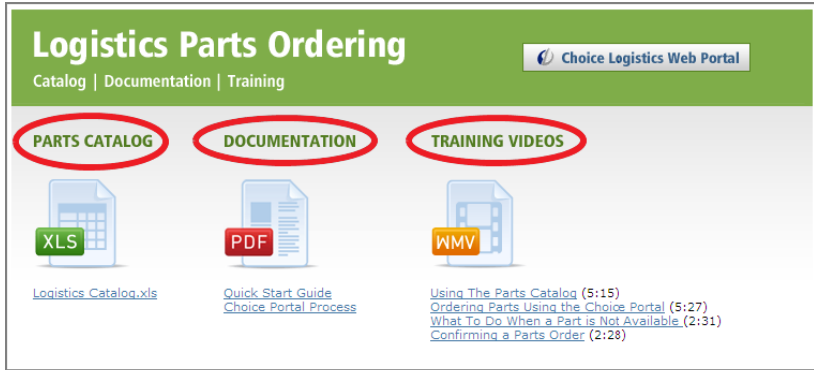 Logistics Parts Ordering
Catalog | Documentation | Training
Choice Logistics Web Portal
PARTS CATALOG
DOCUMENTATION
TRAINING VIDEOS
XLS
PDF
WMV
Logistics Catalog.xls
Quick Start Guide
Choice Portal Process
Using The Parts Catalog (5:15)
Ordering Parts Using the Choice Portal (5:27)
What To Do When a Part is Not Available (2:31)
Confirming a Parts Order (2:28)